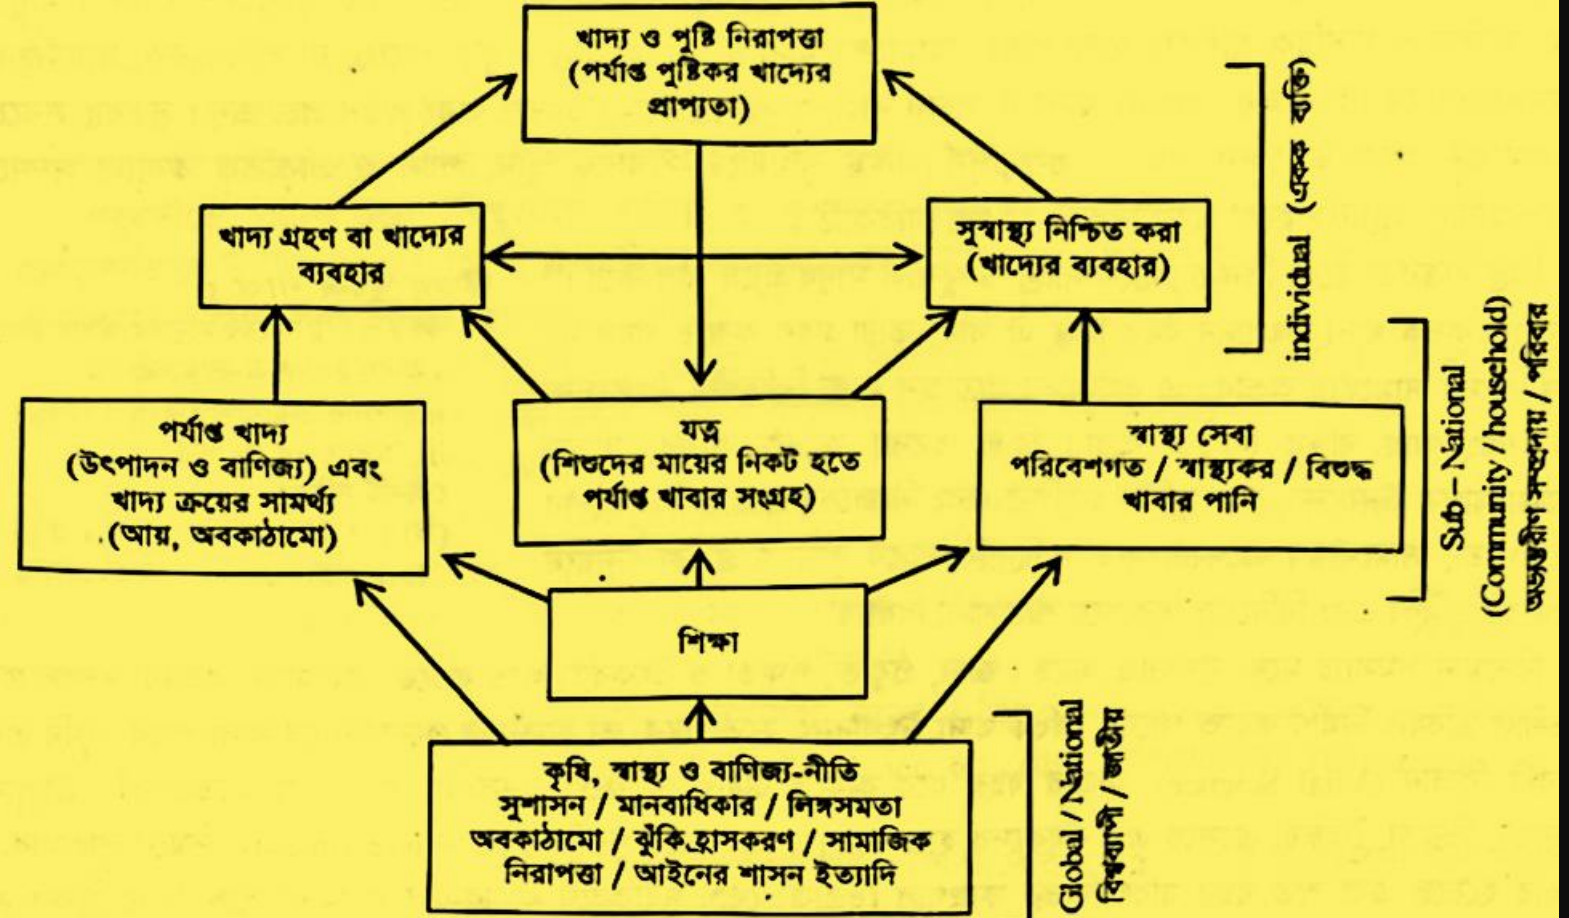 খাদ্য ও পুষ্টি নিরাপত্তা
(পর্যাপ্ত পুষ্টিকর খাদ্যের
প্রাপ্যতা)
খাদ্য গ্রহণ বা খাদ্যের
ব্যবহার
সুস্বাস্থ্য নিশ্চিত করা
(খাদ্যের ব্যবহার)
individual (একক ব্যক্তি)
পর্যাপ্ত খাদ্য
(উৎপাদন ও বাণিজ্য) এবং
খাদ্য ক্রয়ের সামর্থ্য
(আয়, অবকাঠামো)
যত্ন
(শিশুদের মায়ের নিকট হতে
পর্যাপ্ত খাবার সংগ্রহ)
স্বাস্থ্য সেবা
পরিবেশগত / স্বাস্থ্যকর / বিশুদ্ধ
খাবার পানি
Sub-National
(Community/household)
অভ্যন্তরীণ সম্প্রদায় / পরিবার
শিক্ষা
কৃষি, স্বাস্থ্য ও বাণিজ্য-নীতি
সুশাসন / মানবাধিকার / লিঙ্গসমতা
অবকাঠামো / ঝুঁকি হ্রাসকরণ / সামাজিক
নিরাপত্তা / আইনের শাসন ইত্যাদি
Global / National
বিশ্বব্যাপী / জাতীয়